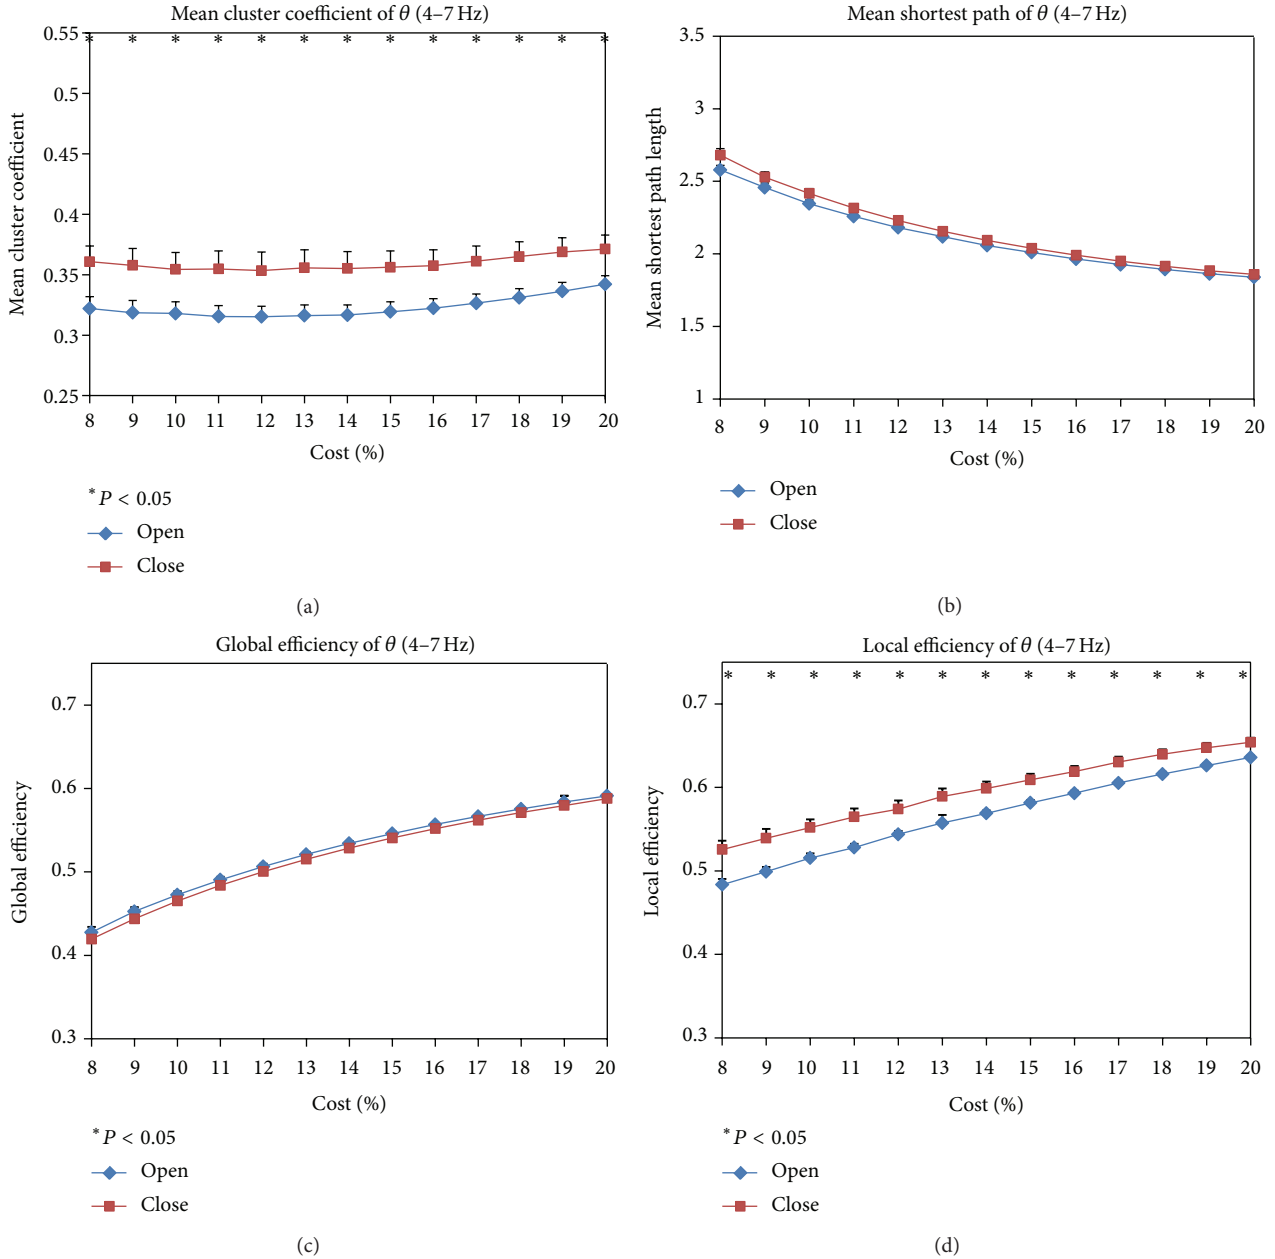 Mean cluster coefficient of θ (4–7 Hz)
0.55
* * * * * * * * * * * * *
0.5
0.45
0.4
0.35
0.3
0.25
Mean cluster coefficient
8 9 10 11 12 13 14 15 16 17 18 19 20
Cost (%)
* P < 0.05
Open
Close
(a)
Mean shortest path of θ (4–7 Hz)
3.5
3
2.5
2
1.5
1
Mean shortest path length
8 9 10 11 12 13 14 15 16 17 18 19 20
Cost (%)
Open
Close
(b)
Global efficiency of θ (4–7 Hz)
0.7
0.6
0.5
0.4
0.3
Global efficiency
8 9 10 11 12 13 14 15 16 17 18 19 20
Cost (%)
* P < 0.05
Open
Close
(c)
Local efficiency of θ (4–7 Hz)
* * * * * * * * * * * * *
0.7
0.6
0.5
0.4
0.3
Local efficiency
8 9 10 11 12 13 14 15 16 17 18 19 20
Cost (%)
* P < 0.05
Open
Close
(d)